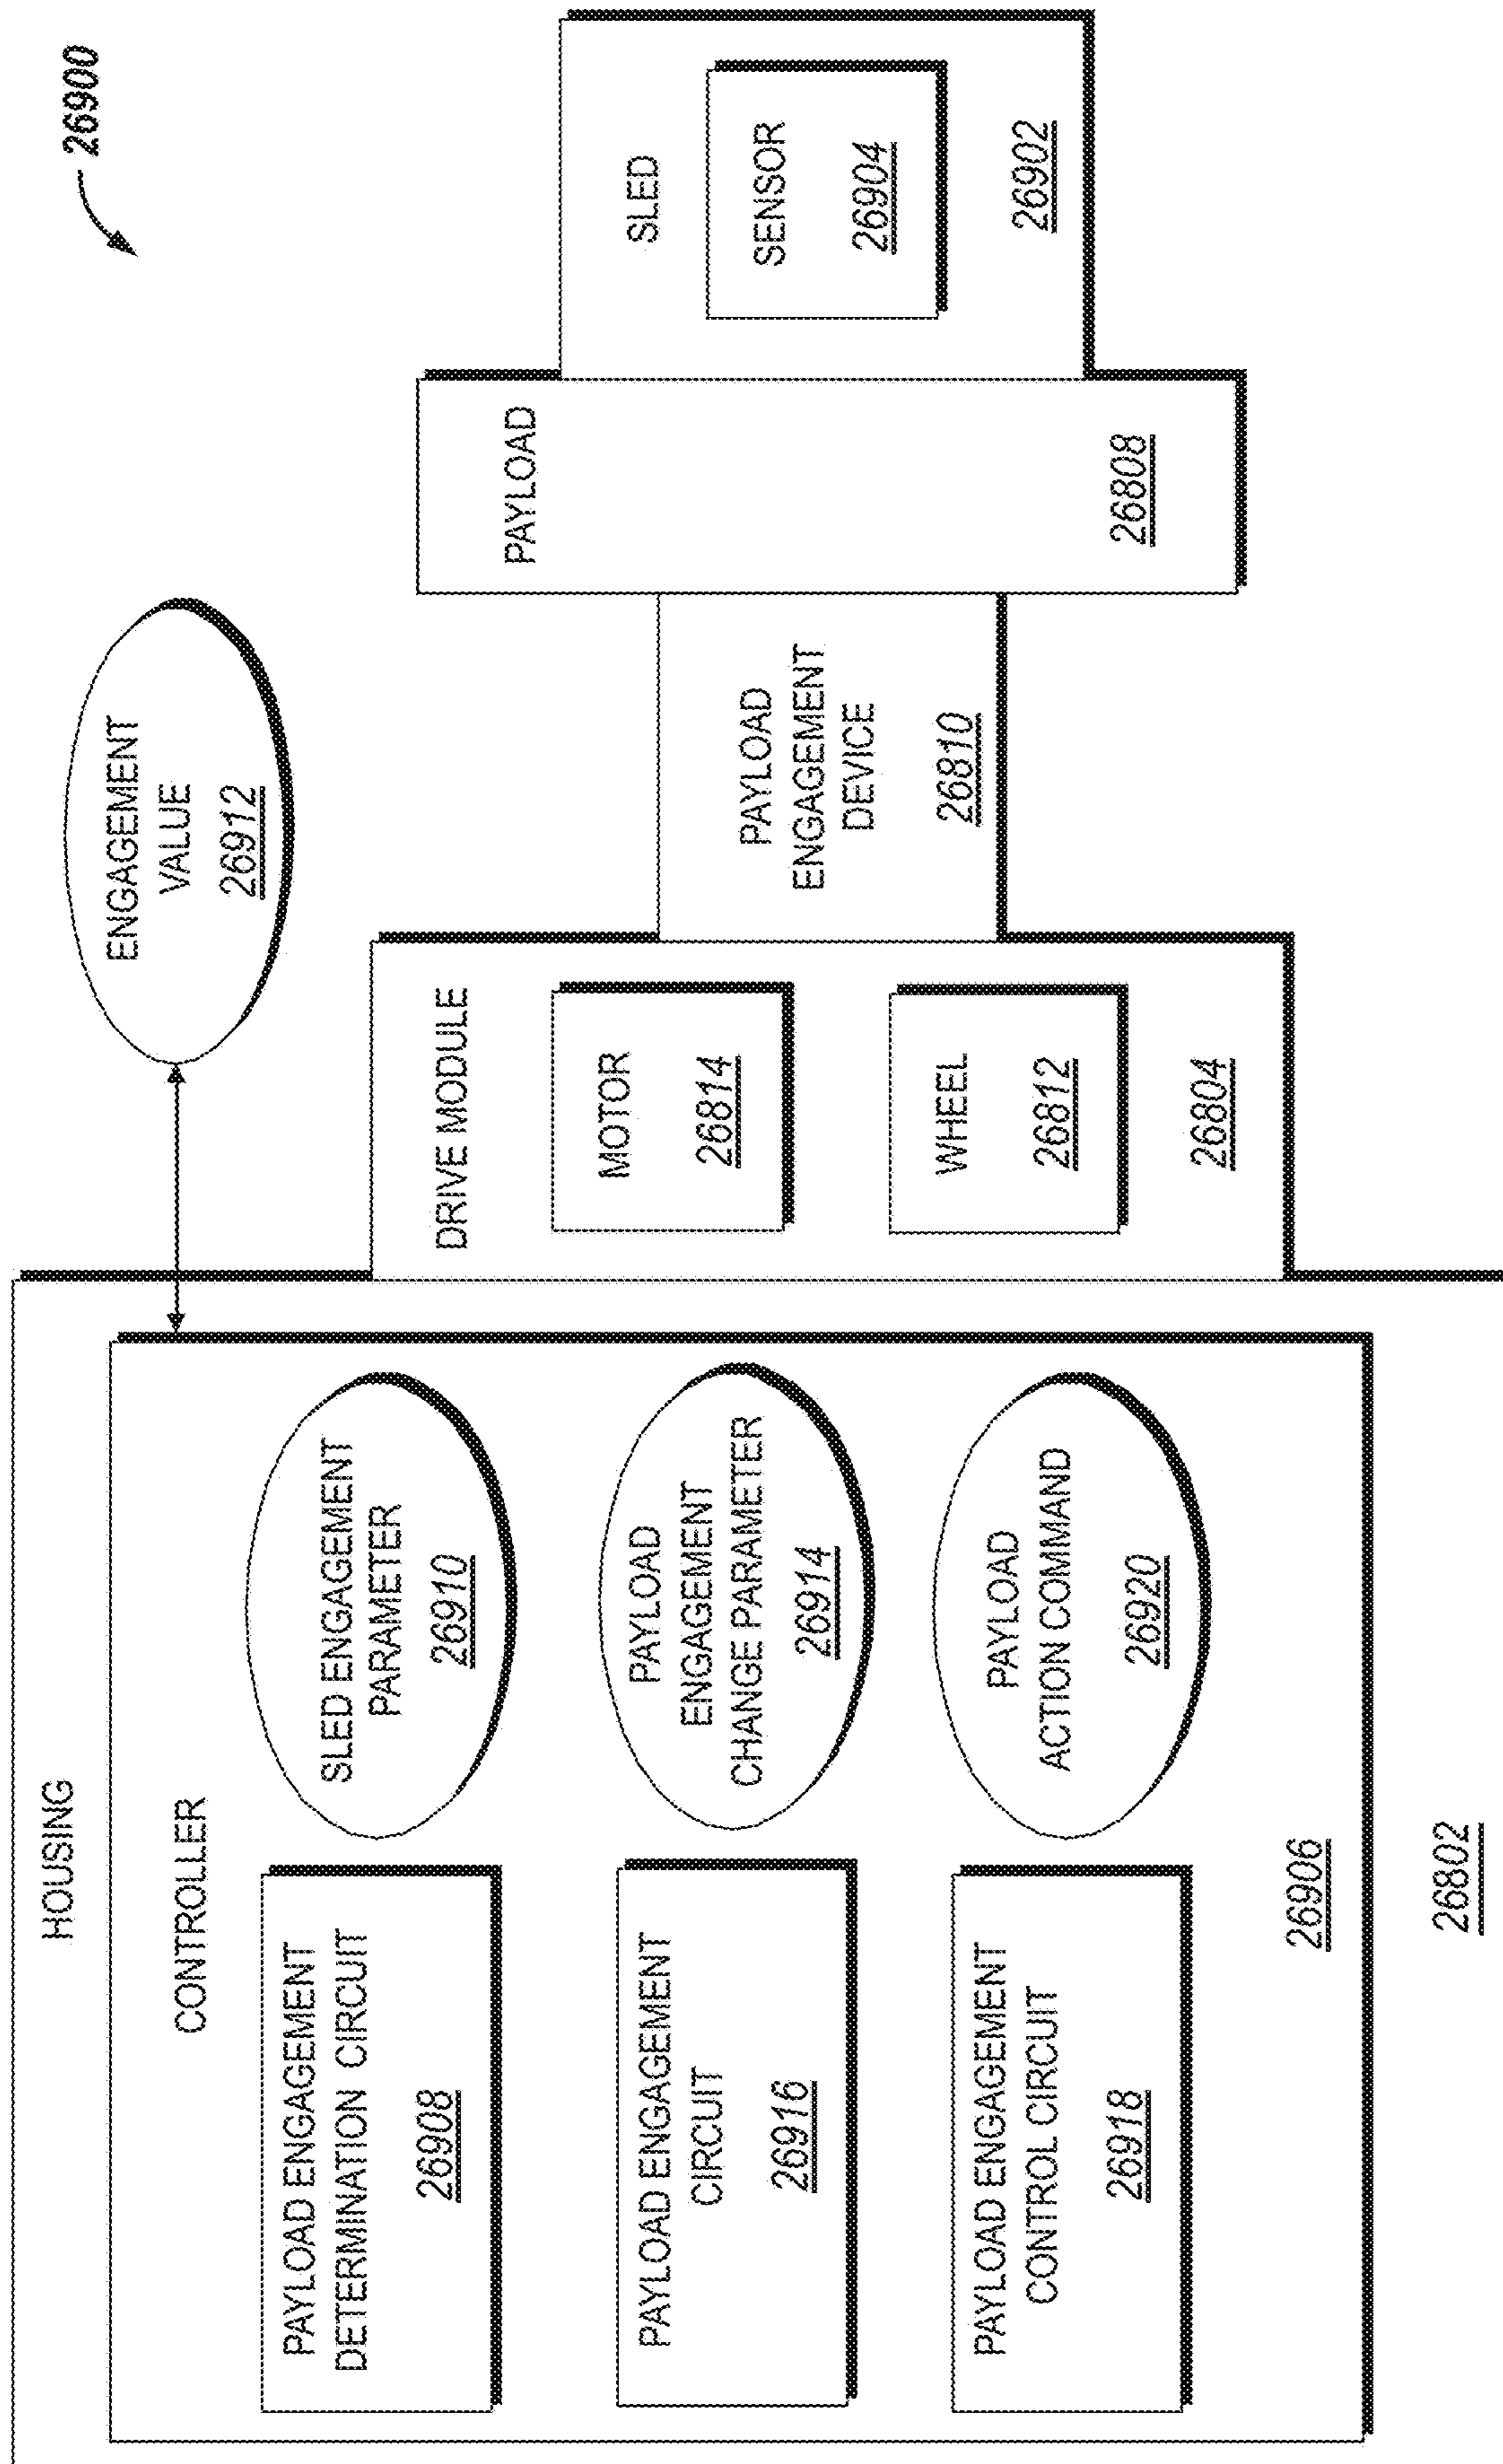 26900
HOUSING
CONTROLLER
PAYLOAD ENGAGEMENT
DETERMINATION CIRCUIT
26908
SLED ENGAGEMENT
PARAMETER
26910
PAYLOAD ENGAGEMENT
CIRCUIT
26916
PAYLOAD
ENGAGEMENT
CHANGE PARAMETER
26914
PAYLOAD ENGAGEMENT
CONTROL CIRCUIT
26918
PAYLOAD
ACTION COMMAND
26920
26906
26802
ENGAGEMENT
VALUE
26912
DRIVE MODULE
MOTOR
26814
WHEEL
26812
26804
PAYLOAD
ENGAGEMENT
DEVICE
26810
PAYLOAD
26808
SLED
SENSOR
26904
26902